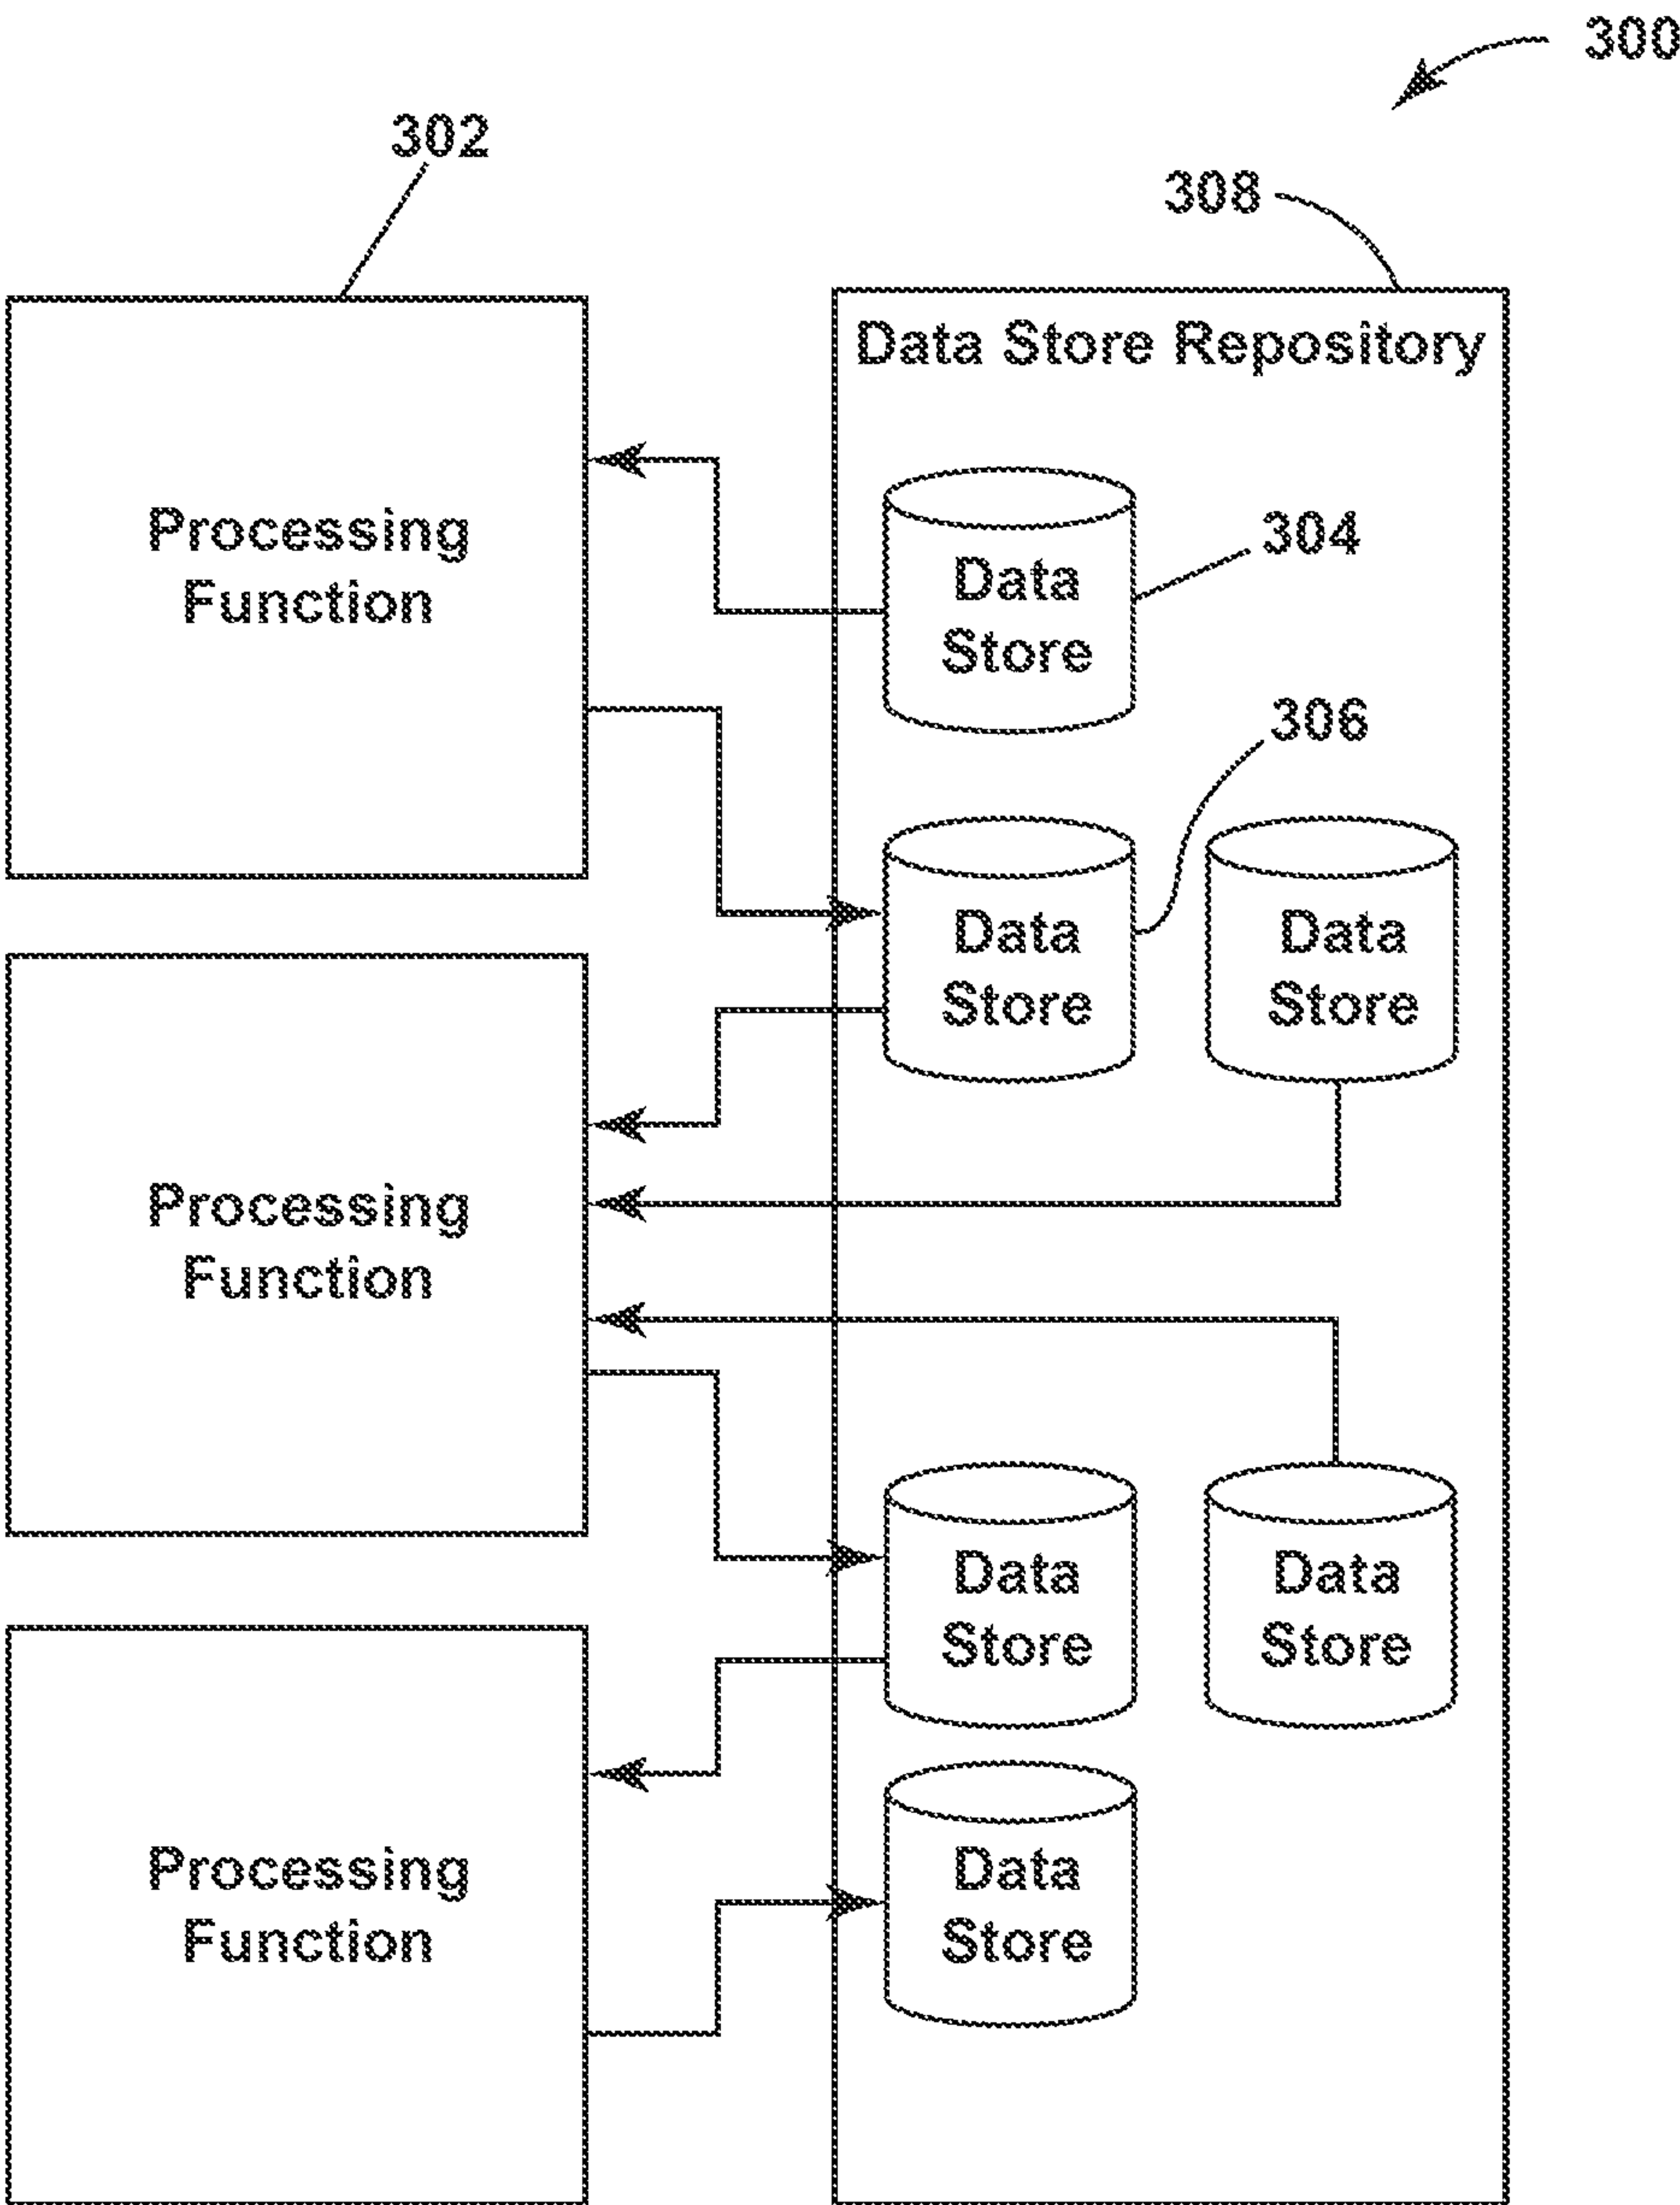 300
302
308
Data Store Repository
Processing
Function
Data
Store
304
306
Data
Store
Data
Store
Processing
Function
Data
Store
Data
Store
Processing
Function
Data
Store